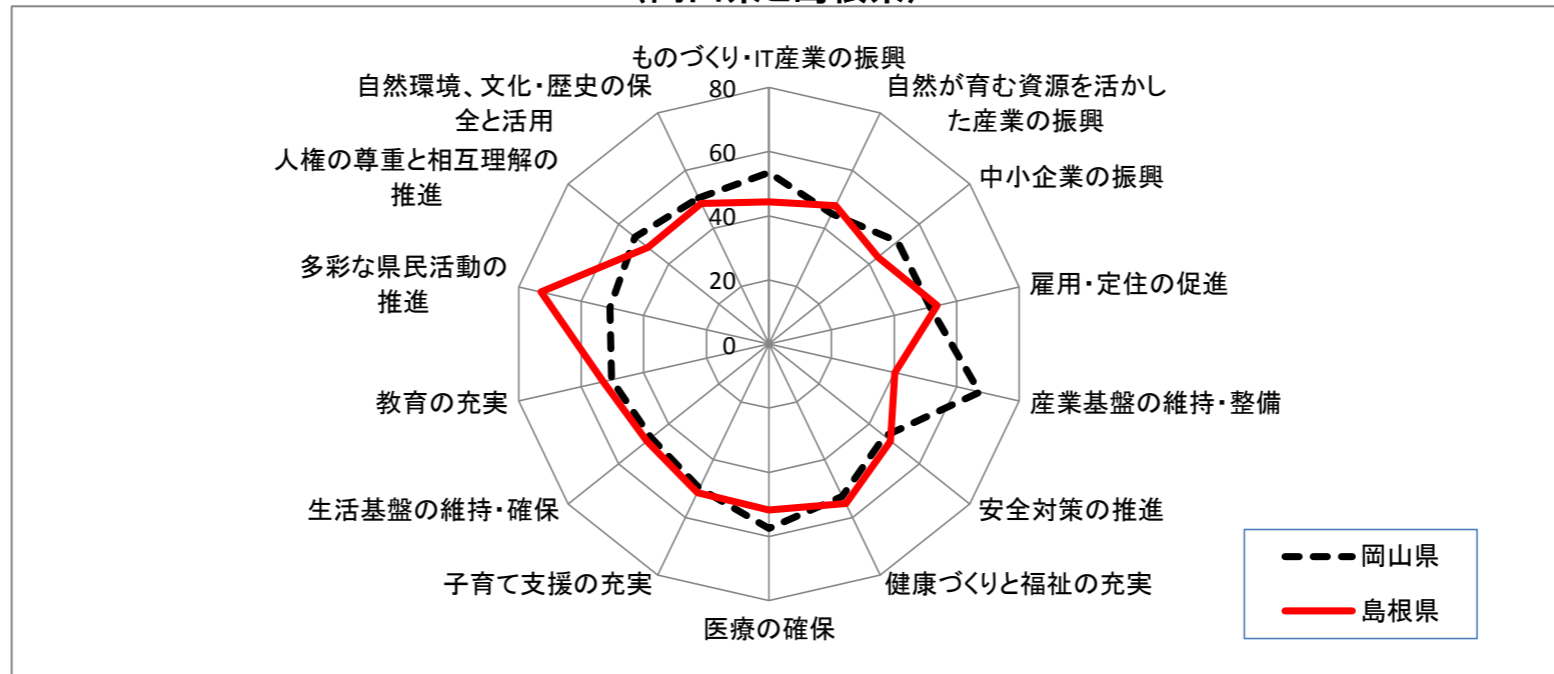 ものづくり・IT産業の振興
自然が育む資源を活かし
た産業の振興
中小企業の振興
雇用・定住の促進
産業基盤の維持・整備
安全対策の推進
健康づくりと福祉の充実
医療の確保
子育て支援の充実
生活基盤の維持・確保
教育の充実
多彩な県民活動の
推進
人権の尊重と相互理解の
推進
自然環境、文化・歴史の保
全と活用
80
60
40
20
0
岡山県
島根県